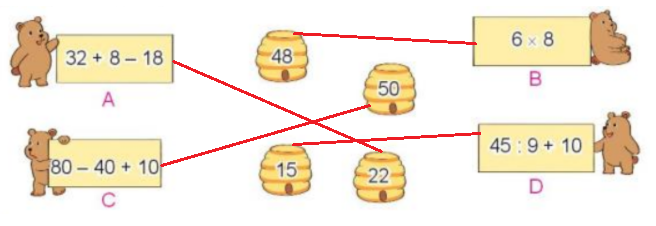 32 + 8 – 18
A
48
6 × 8
B
50
80 – 40 + 10
C
15
22
45 : 9 + 10
D